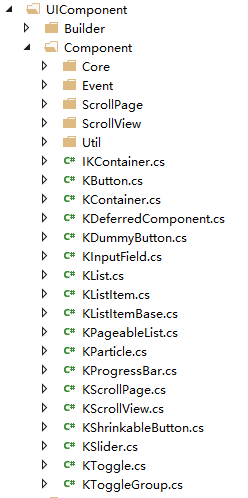 UIComponent
Builder
Component
Core
Event
ScrollPage
ScrollView
Util
C# IKContainer.cs
C# KButton.cs
C# KContainer.cs
C# KDeferredComponent.cs
C# KDummyButton.cs
C# KInputField.cs
C# KList.cs
C# KListItem.cs
C# KListItemBase.cs
C# KPageableList.cs
C# KParticle.cs
C# KProgressBar.cs
C# KScrollPage.cs
C# KScrollView.cs
C# KShrinkableButton.cs
C# KSlider.cs
C# KToggle.cs
C# KToggleGroup.cs